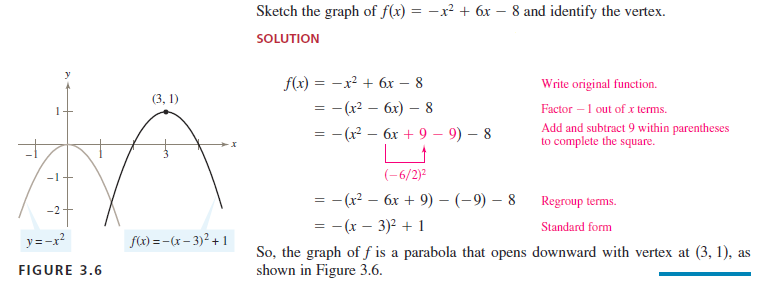 Sketch the graph of f(x) = −x² + 6x − 8 and identify the vertex.
SOLUTION
f(x) = −x² + 6x − 8 Write original function.
= −(x² − 6x) − 8 Factor −1 out of x terms.
= −(x² − 6x + 9 − 9) − 8 Add and subtract 9 within parentheses
to complete the square.
(−6/2)²
= −(x² − 6x + 9) − (−9) − 8 Regroup terms.
= −(x − 3)² + 1 Standard form
So, the graph of f is a parabola that opens downward with vertex at (3, 1), as
shown in Figure 3.6.
y
(3, 1)
1
x
−1 1 3
−1
−2
y = −x² f(x) = −(x − 3)² + 1
FIGURE 3.6